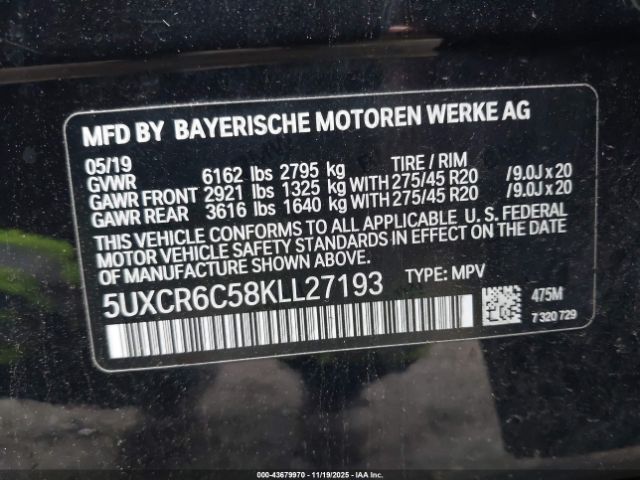 MFD BY BAYERISCHE MOTOREN WERKE AG
05/19 TIRE / RIM
GVWR 6162 lbs 2795 kg
GAWR FRONT 2921 lbs 1325 kg WITH 275/45 R20 /9.0J x 20
GAWR REAR 3616 lbs 1640 kg WITH 275/45 R20 /9.0J x 20
THIS VEHICLE CONFORMS TO ALL APPLICABLE U.S. FEDERAL
MOTOR VEHICLE SAFETY STANDARDS IN EFFECT ON THE DATE
OF MANUFACTURE SHOWN ABOVE.
5UXCR6C58KLL27193 TYPE: MPV
475M
7 320 729
000-43679970 | 11/19/2025 | IAA Inc.